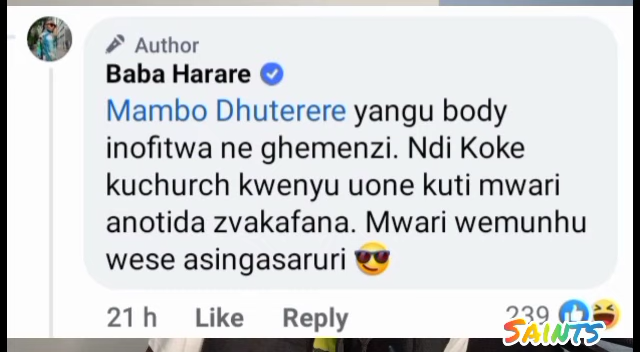 Author
Baba Harare
Mambo Dhuterere yangu body
inofitwa ne ghemenzi. Ndi Koke
kuchurch kwenyu uone kuti mwari
anotida zvakafana. Mwari wemunhu
wese asingasaruri 😎
21 h Like Reply 239
SAINTS